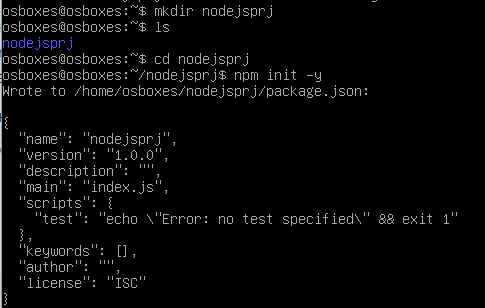 osboxes@osboxes:~$ mkdir nodejsprj
osboxes@osboxes:~$ ls
nodejsprj
osboxes@osboxes:~$ cd nodejsprj
osboxes@osboxes:~/nodejsprj$ npm init -y
Wrote to /home/osboxes/nodejsprj/package.json:
{
  "name": "nodejsprj",
  "version": "1.0.0",
  "description": "",
  "main": "index.js",
  "scripts": {
    "test": "echo \"Error: no test specified\" && exit 1"
  },
  "keywords": [],
  "author": "",
  "license": "ISC"
}